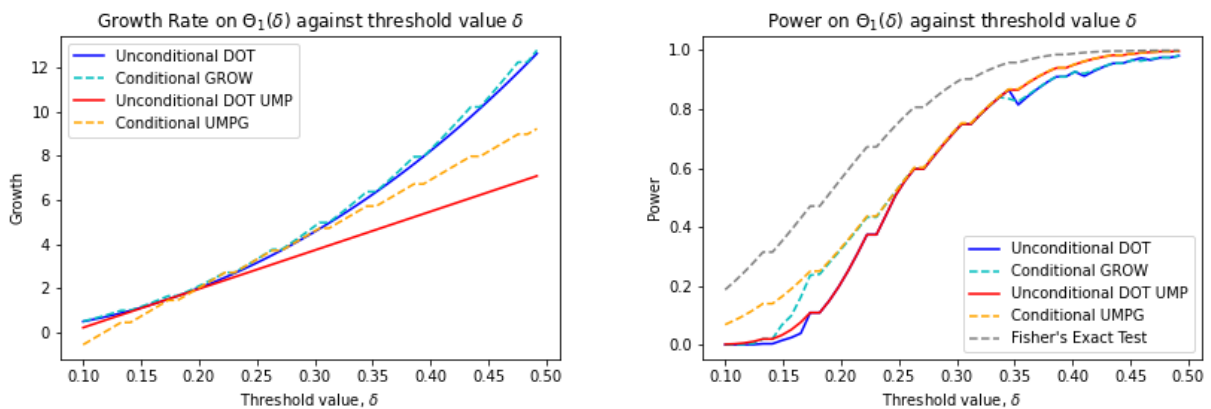 Growth Rate on Θ₁(δ) against threshold value δ
12
10
8
6
4
2
0
Growth
Unconditional DOT
Conditional GROW
Unconditional DOT UMP
Conditional UMPG
0.10 0.15 0.20 0.25 0.30 0.35 0.40 0.45 0.50
Threshold value, δ
Power on Θ₁(δ) against threshold value δ
1.0
0.8
0.6
0.4
0.2
0.0
Power
Unconditional DOT
Conditional GROW
Unconditional DOT UMP
Conditional UMPG
Fisher's Exact Test
0.10 0.15 0.20 0.25 0.30 0.35 0.40 0.45 0.50
Threshold value, δ